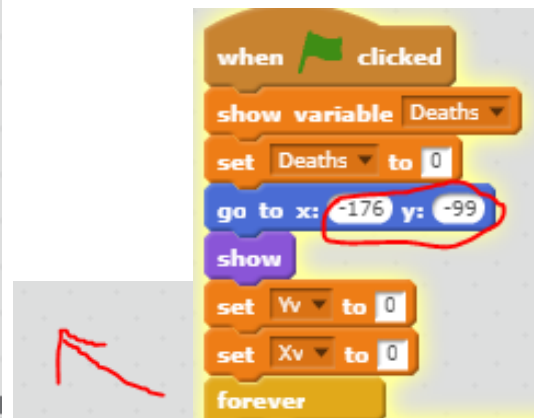 when clicked
show variable Deaths
set Deaths to 0
go to x: -176 y: -99
show
set Yv to 0
set Xv to 0
forever